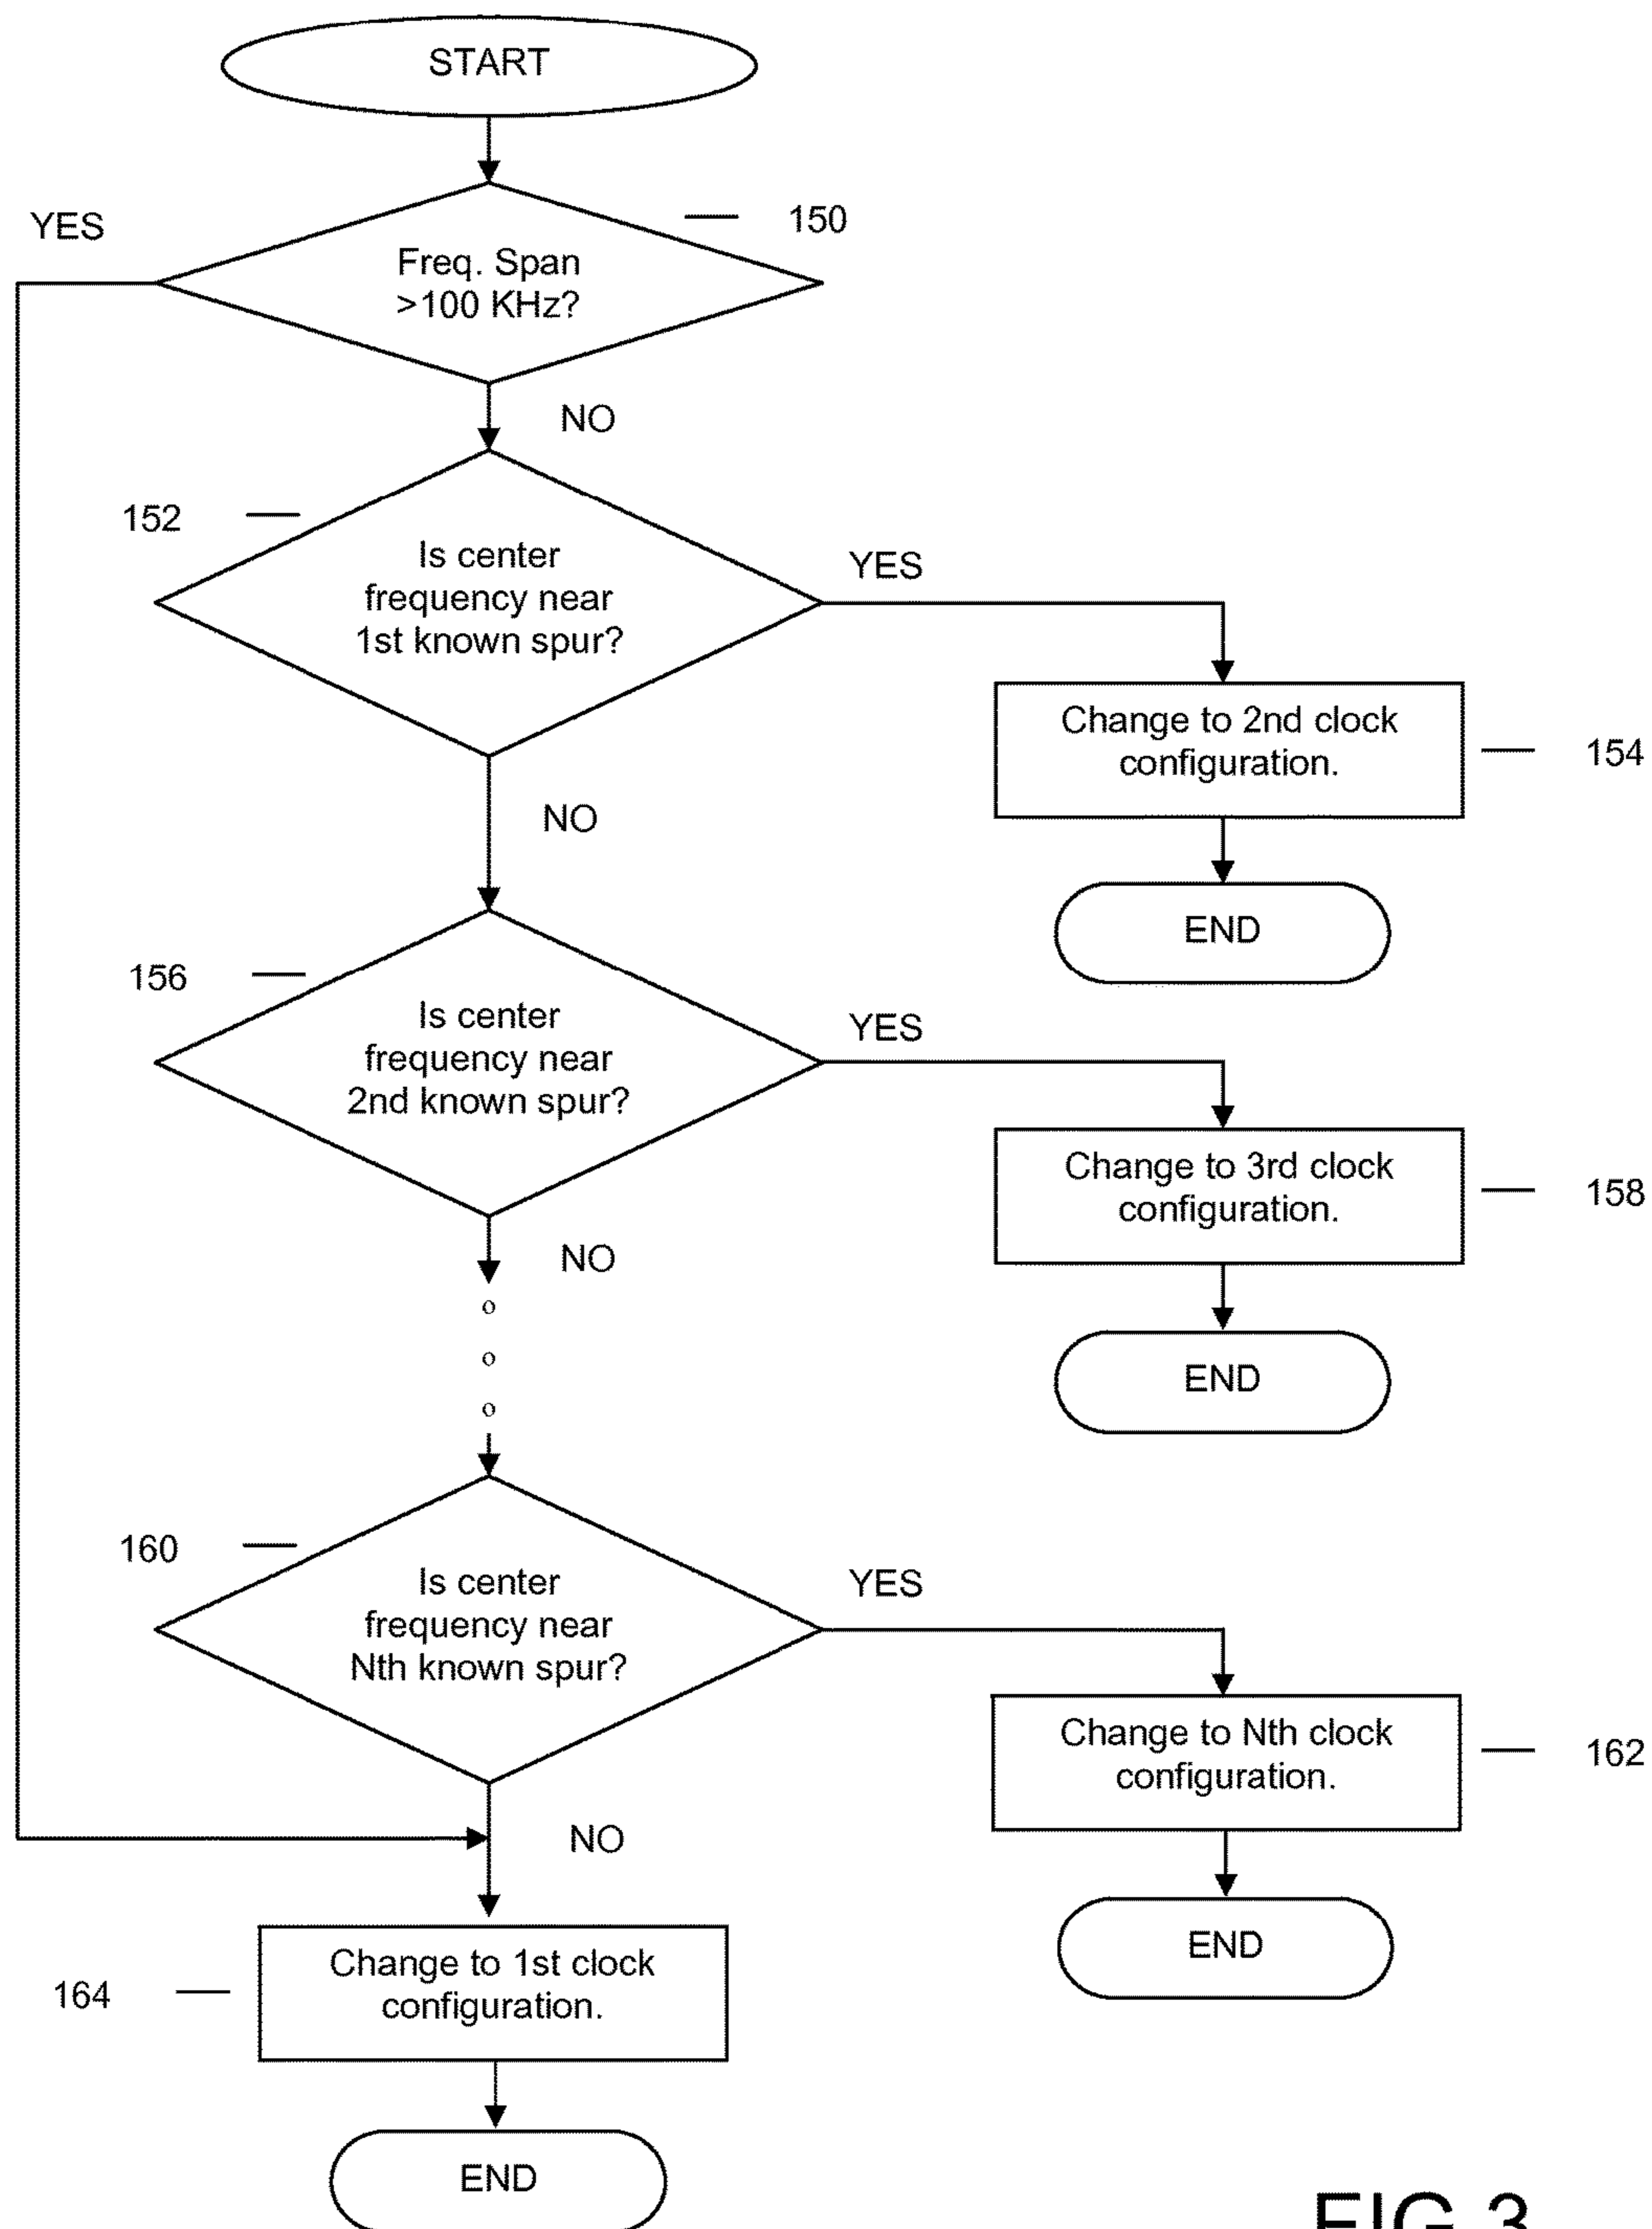 START
YES
150
Freq. Span
>100 KHz?
NO
152
Is center
frequency near
1st known spur?
YES
Change to 2nd clock
configuration.
154
NO
END
156
Is center
frequency near
2nd known spur?
YES
Change to 3rd clock
configuration.
158
NO
END
160
Is center
frequency near
Nth known spur?
YES
Change to Nth clock
configuration.
162
NO
END
164
Change to 1st clock
configuration.
END
FIG 3